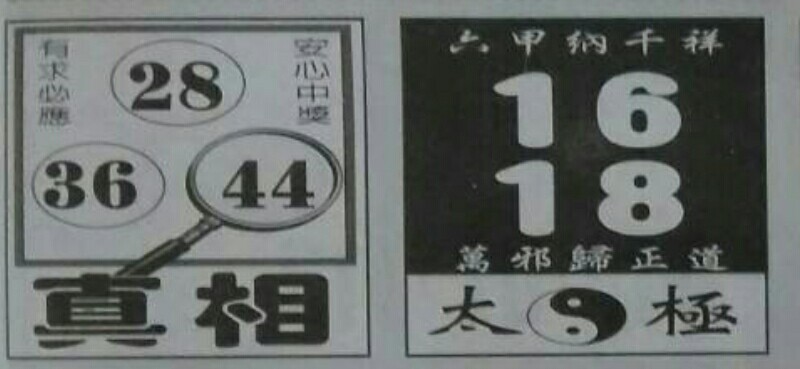 有求必應
28
安心中獎
36
44
真相
六甲納千祥
16
18
萬邪歸正道
太極